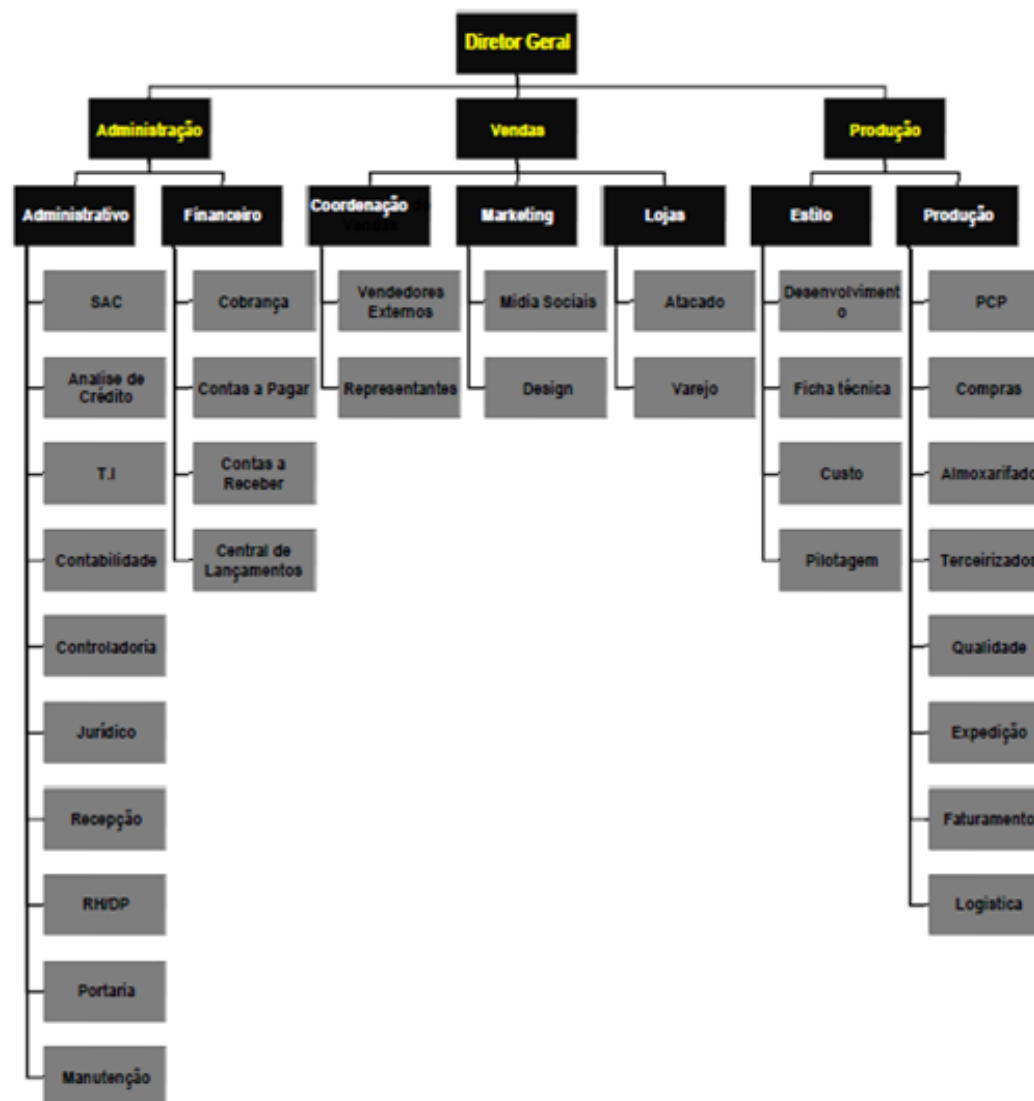 Diretor Geral
Administração
Vendas
Produção
Administrativo
Financeiro
Coordenação de
Vendas
Marketing
Lojas
Estilo
Produção
SAC
Cobrança
Vendedores
Externos
Mídia Sociais
Atacado
Desenvolviment
o
PCP
Analise de
Crédito
Contas a Pagar
Representantes
Design
Varejo
Ficha técnica
Compras
T.I
Contas a
Receber
Custo
Almoxarifado
Contabilidade
Central de
Lançamentos
Pilotagem
Terceirizados
Controladoria
Qualidade
Jurídico
Expedição
Recepção
Faturamento
RH/DP
Logistica
Portaria
Manutenção